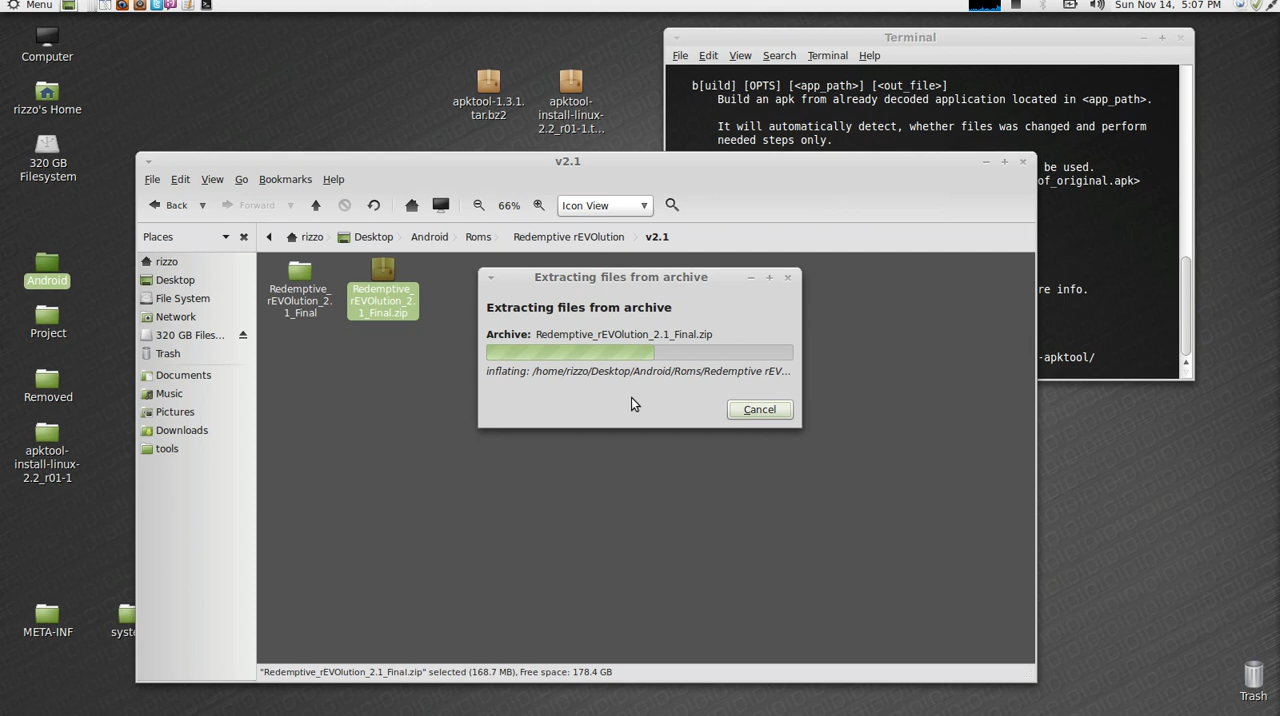 Menu
Sun Nov 14, 5:07 PM
Computer
rizzo's Home
320 GB
Filesystem
Android
Project
Removed
apktool-
install-linux-
2.2_r01-1
META-INF
syste
apktool-1.3.1.
tar.bz2
apktool-
install-linux-
2.2_r01-1.t...
Terminal
File Edit View Search Terminal Help
b[uild] [OPTS] [<app_path>] [<out_file>]
Build an apk from already decoded application located in <app_path>.
It will automatically detect, whether files was changed and perform
needed steps only.
be used.
of_original.apk>
re info.
-apktool/
v2.1
File Edit View Go Bookmarks Help
Back Forward 66% Icon View
Places
rizzo Desktop Android Roms Redemptive rEVOlution v2.1
rizzo
Desktop
File System
Network
320 GB Files...
Trash
Documents
Music
Pictures
Downloads
tools
Redemptive_
rEVOlution_2.
1_Final
Redemptive_
rEVOlution_2.
1_Final.zip
Extracting files from archive
Extracting files from archive
Archive: Redemptive_rEVOlution_2.1_Final.zip
inflating: /home/rizzo/Desktop/Android/Roms/Redemptive rEV...
Cancel
"Redemptive_rEVOlution_2.1_Final.zip" selected (168.7 MB), Free space: 178.4 GB
Trash